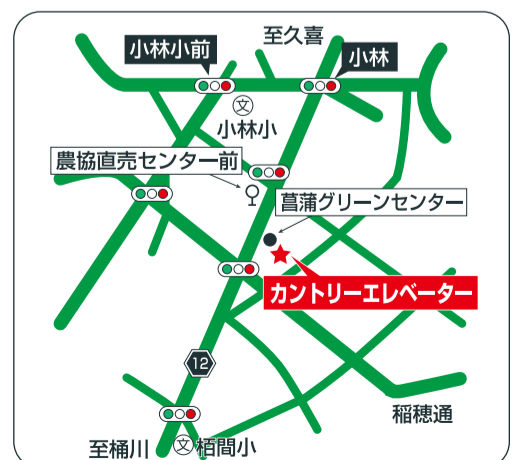 至久喜
小林小前
小林
文
小林小
農協直売センター前
菖蒲グリーンセンター
カントリーエレベーター
12
稲穂通
至桶川
文
栢間小